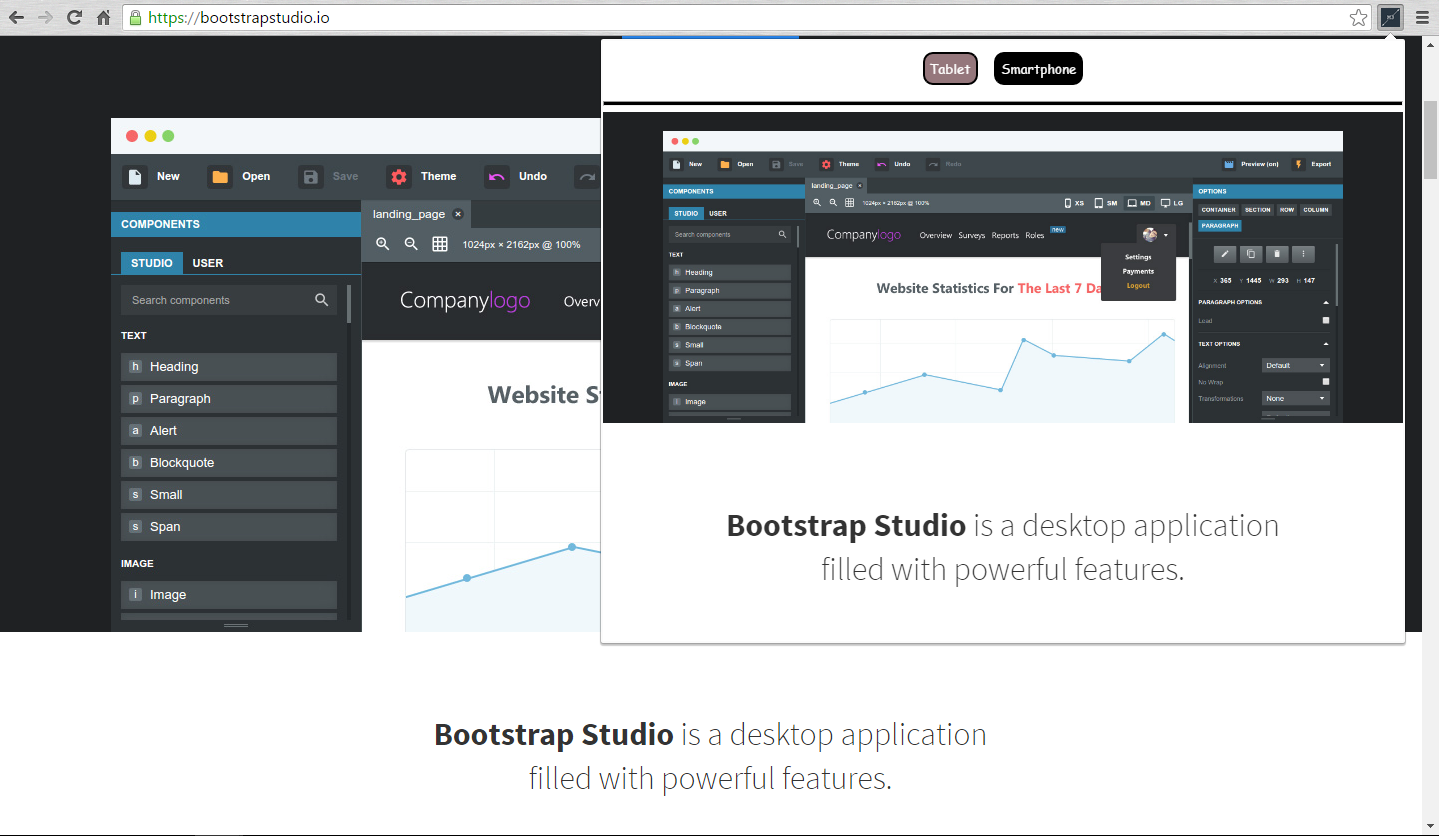 https://bootstrapstudio.io
Tablet Smartphone
New Open Save Theme Undo
COMPONENTS
landing_page ×
1024px × 2162px @ 100%
STUDIO USER
Search components
Companylogo Overv
TEXT
h Heading
p Paragraph
a Alert
b Blockquote
s Small
s Span
IMAGE
i Image
Website St
New Open Save Theme Undo Redo Preview (on) Export
COMPONENTS
landing_page ×
OPTIONS
STUDIO USER
1024px × 2162px @ 100% XS SM MD LG
CONTAINER SECTION ROW COLUMN
PARAGRAPH
Search components
Companylogo Overview Surveys Reports Roles new
Settings
Payments
Logout
TEXT
h Heading
p Paragraph
a Alert
b Blockquote
s Small
s Span
IMAGE
i Image
Website Statistics For The Last 7 Da
X 365 Y 1445 W 293 H 147
PARAGRAPH OPTIONS
Lead
TEXT OPTIONS
Alignment Default
No Wrap
Transformations None
Bootstrap Studio is a desktop application
filled with powerful features.
Bootstrap Studio is a desktop application
filled with powerful features.